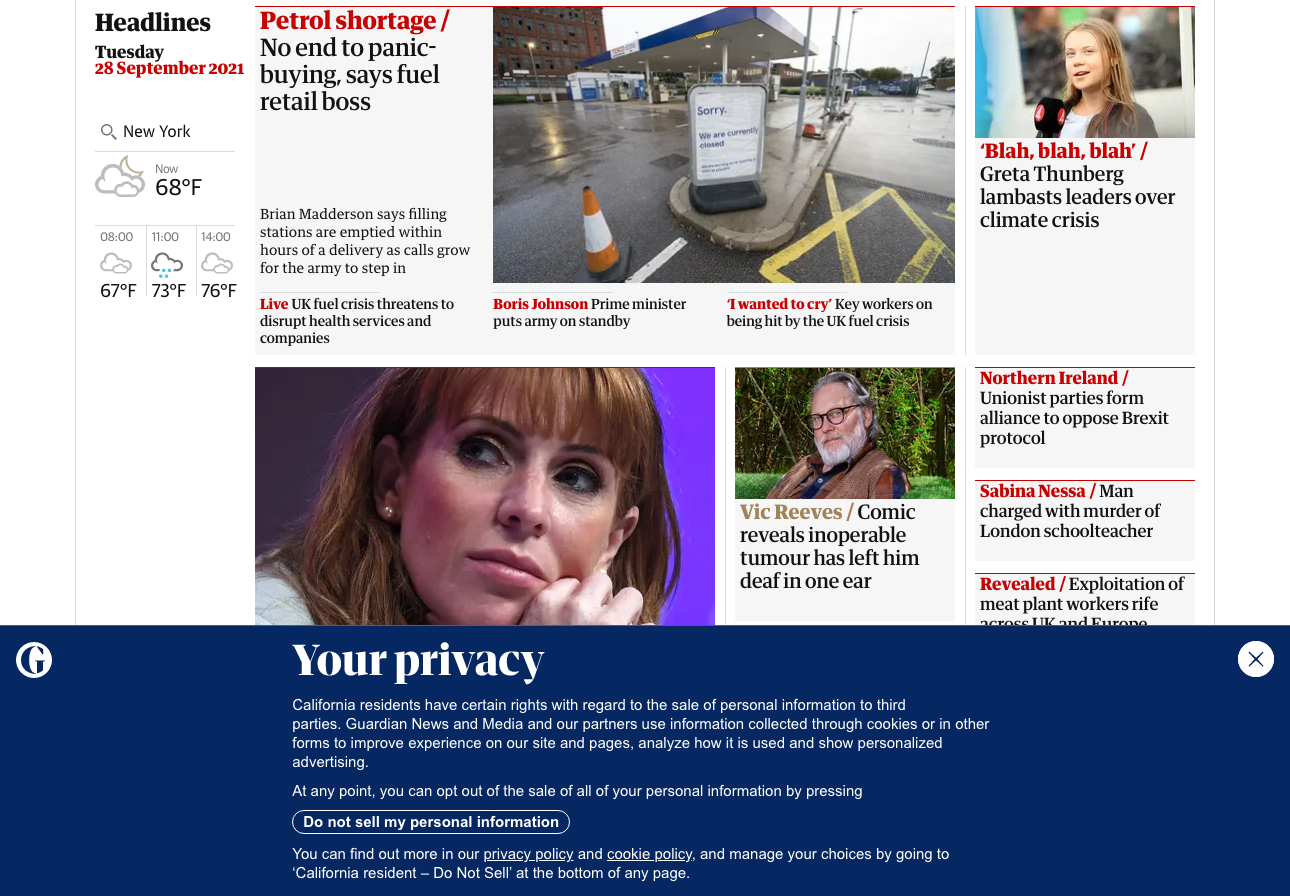 Headlines
Tuesday
28 September 2021
New York
Now
68°F
08:00
11:00
14:00
67°F
73°F
76°F
Petrol shortage /
No end to panic-
buying, says fuel
retail boss
Brian Madderson says filling
stations are emptied within
hours of a delivery as calls grow
for the army to step in
Sorry,
We are currently
closed
Live UK fuel crisis threatens to
disrupt health services and
companies
Boris Johnson Prime minister
puts army on standby
‘I wanted to cry’ Key workers on
being hit by the UK fuel crisis
4
4
‘Blah, blah, blah’ /
Greta Thunberg
lambasts leaders over
climate crisis
Vic Reeves / Comic
reveals inoperable
tumour has left him
deaf in one ear
Northern Ireland /
Unionist parties form
alliance to oppose Brexit
protocol
Sabina Nessa / Man
charged with murder of
London schoolteacher
Revealed / Exploitation of
meat plant workers rife
across UK and Europe
G
Your privacy
California residents have certain rights with regard to the sale of personal information to third
parties. Guardian News and Media and our partners use information collected through cookies or in other
forms to improve experience on our site and pages, analyze how it is used and show personalized
advertising.
At any point, you can opt out of the sale of all of your personal information by pressing
Do not sell my personal information
You can find out more in our privacy policy and cookie policy, and manage your choices by going to
‘California resident – Do Not Sell’ at the bottom of any page.